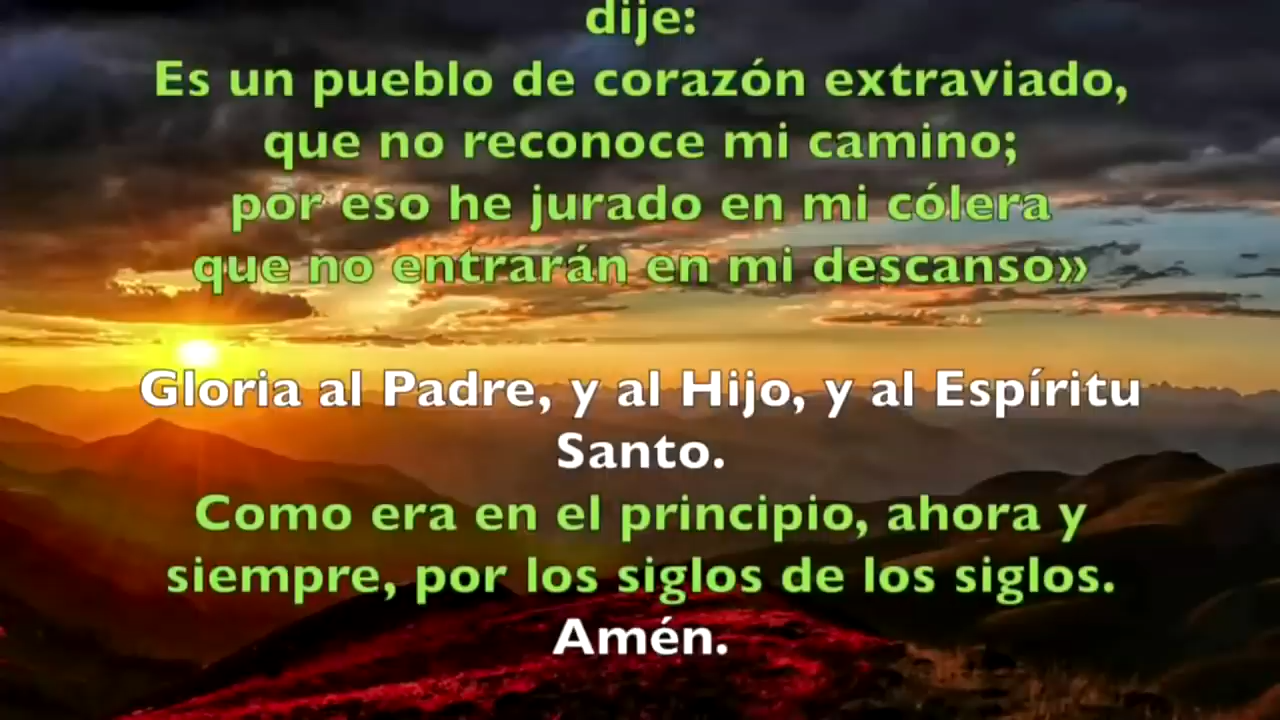 dije:
Es un pueblo de corazón extraviado,
que no reconoce mi camino;
por eso he jurado en mi cólera
que no entrarán en mi descanso»
Gloria al Padre, y al Hijo, y al Espíritu
Santo.
Como era en el principio, ahora y
siempre, por los siglos de los siglos.
Amén.